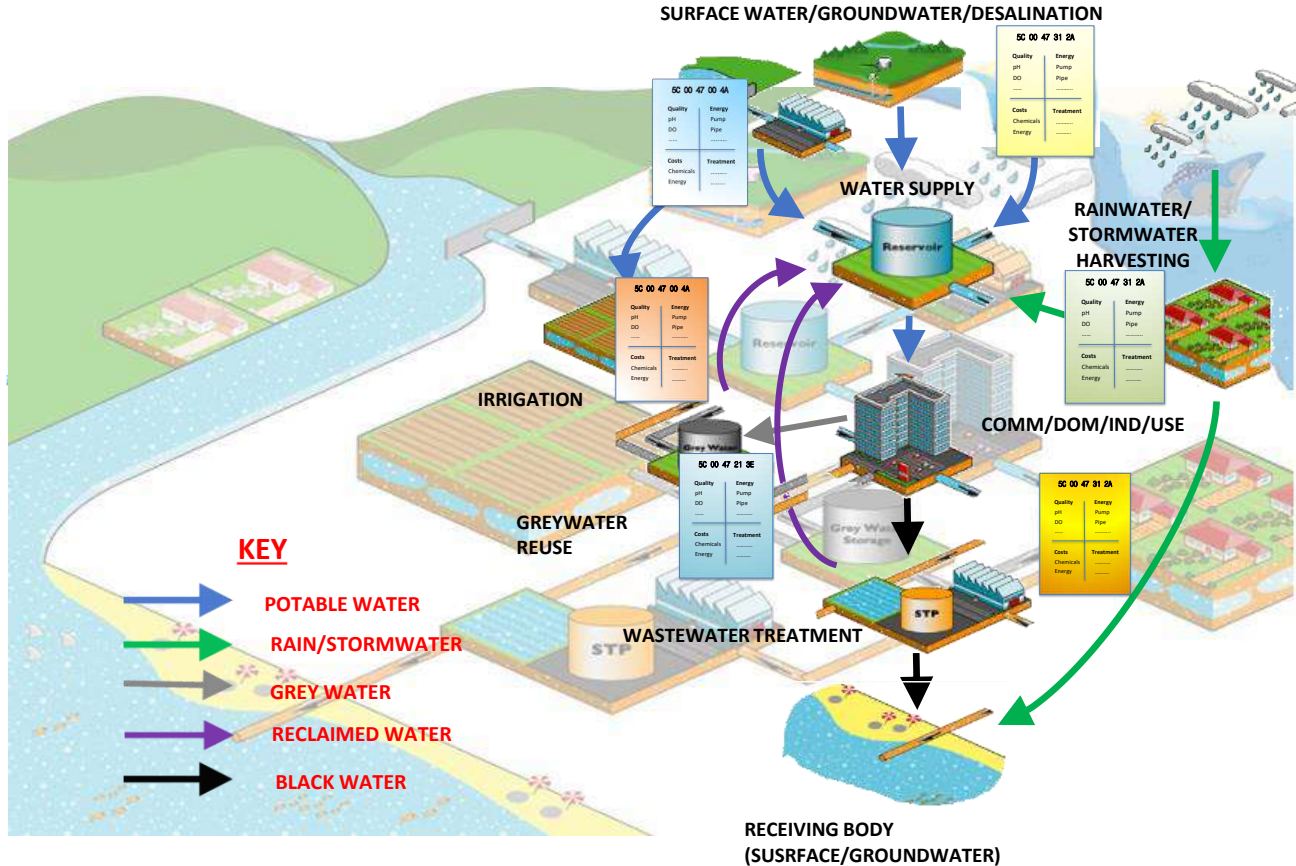 SURFACE WATER/GROUNDWATER/DESALINATION
5C 00 47 31 2A
Quality Energy
pH Pump
DO Pipe
Costs Treatment
Chemicals
Energy
5C 00 47 00 4A
Quality Energy
pH Pump
DO Pipe
Costs Treatment
Chemicals
Energy
WATER SUPPLY
Reservoir
RAINWATER/
STORMWATER
HARVESTING
5C 00 47 31 2A
Quality Energy
pH Pump
DO Pipe
Costs Treatment
Chemicals
Energy
5C 00 47 00 4A
Quality Energy
pH Pump
DO Pipe
Costs Treatment
Chemicals
Energy
Reservoir
IRRIGATION
COMM/DOM/IND/USE
Grey Water
5C 00 47 21 3E
Quality Energy
pH Pump
DO Pipe
Costs Treatment
Chemicals
Energy
5C 00 47 31 2A
Quality Energy
pH Pump
DO Pipe
Costs Treatment
Chemicals
Energy
GREYWATER
REUSE
Grey Water
Storage
KEY
POTABLE WATER
RAIN/STORMWATER
GREY WATER
RECLAIMED WATER
BLACK WATER
STP
WASTEWATER TREATMENT
STP
RECEIVING BODY
(SUSRFACE/GROUNDWATER)